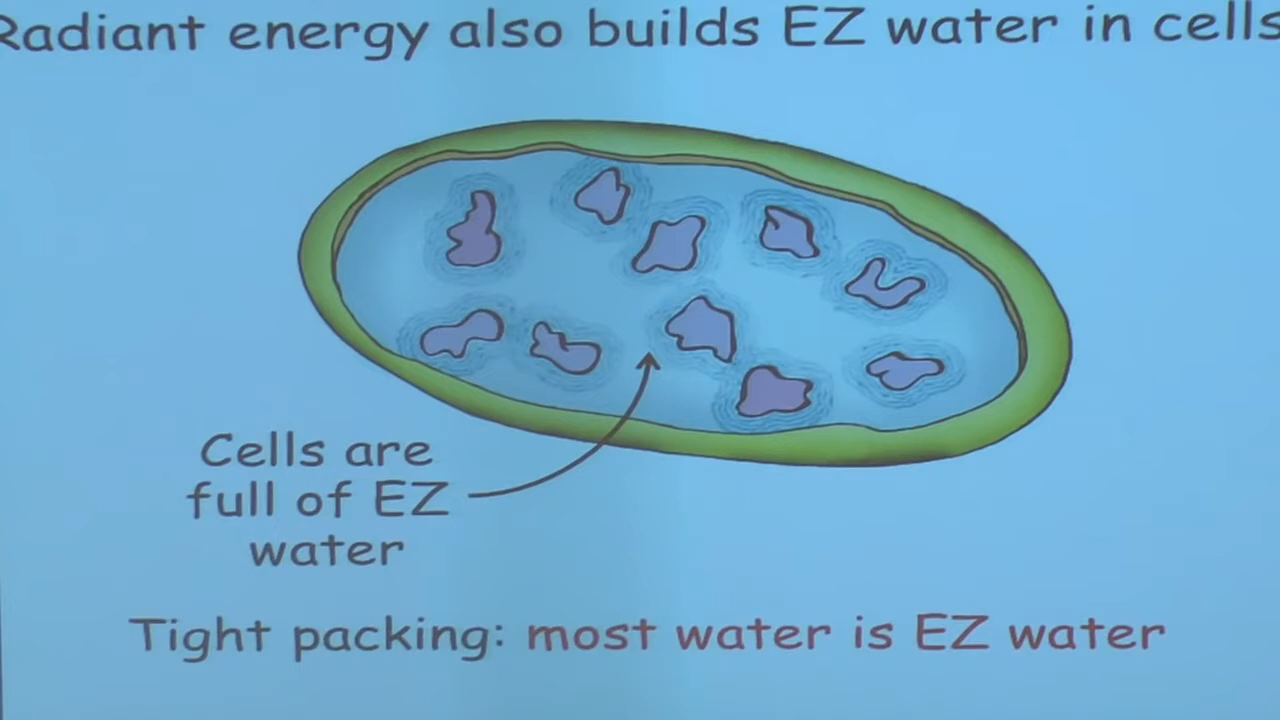 Radiant energy also builds EZ water in cells
Cells are
full of EZ
water
Tight packing: most water is EZ water